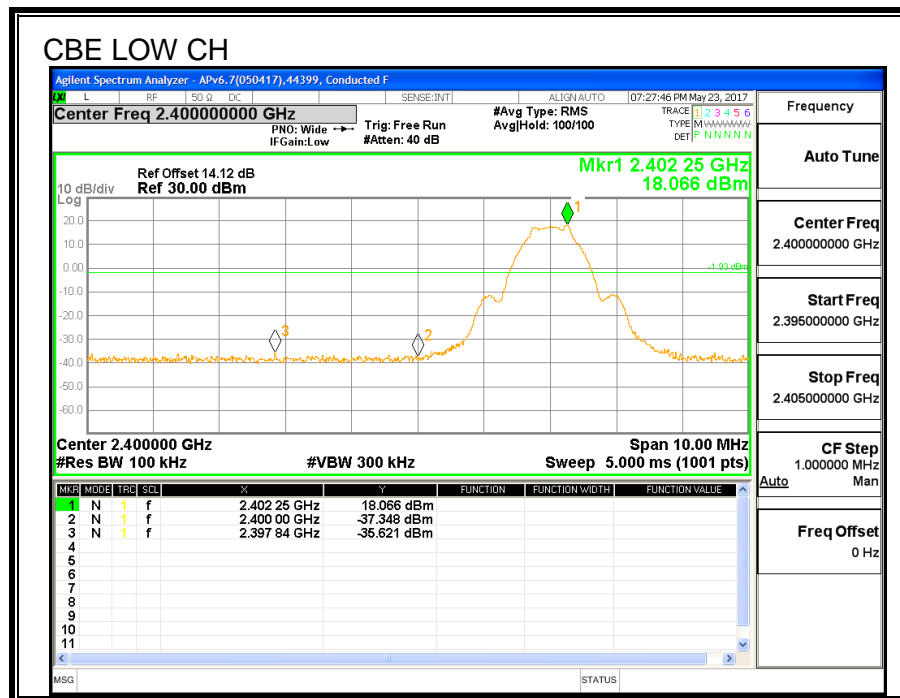 CBE LOW CH
Agilent Spectrum Analyzer - APv6.7(050417),44399, Conducted F
LXI L RF 50 Ω DC SENSE:INT ALIGN AUTO 07:27:46 PM May 23, 2017
Center Freq 2.400000000 GHz
PNO: Wide
IFGain:Low
Trig: Free Run
#Atten: 40 dB
#Avg Type: RMS
Avg|Hold: 100/100
TRACE 1 2 3 4 5 6
TYPE M WWWWW
DET P N N N N N
Mkr1 2.402 25 GHz
18.066 dBm
Ref Offset 14.12 dB
10 dB/div Ref 30.00 dBm
Log
20.0
10.0
0.00
-10.0
-20.0
-30.0
-40.0
-50.0
-60.0
1
-1.93 dBm
3
2
Center 2.400000 GHz Span 10.00 MHz
#Res BW 100 kHz #VBW 300 kHz Sweep 5.000 ms (1001 pts)
MKR MODE TRC SCL X Y FUNCTION FUNCTION WIDTH FUNCTION VALUE
1 N 1 f 2.402 25 GHz 18.066 dBm
2 N 1 f 2.400 00 GHz -37.348 dBm
3 N 1 f 2.397 84 GHz -35.621 dBm
4
5
6
7
8
9
10
11
MSG STATUS
Frequency
Auto Tune
Center Freq
2.400000000 GHz
Start Freq
2.395000000 GHz
Stop Freq
2.405000000 GHz
CF Step
1.000000 MHz
Auto Man
Freq Offset
0 Hz